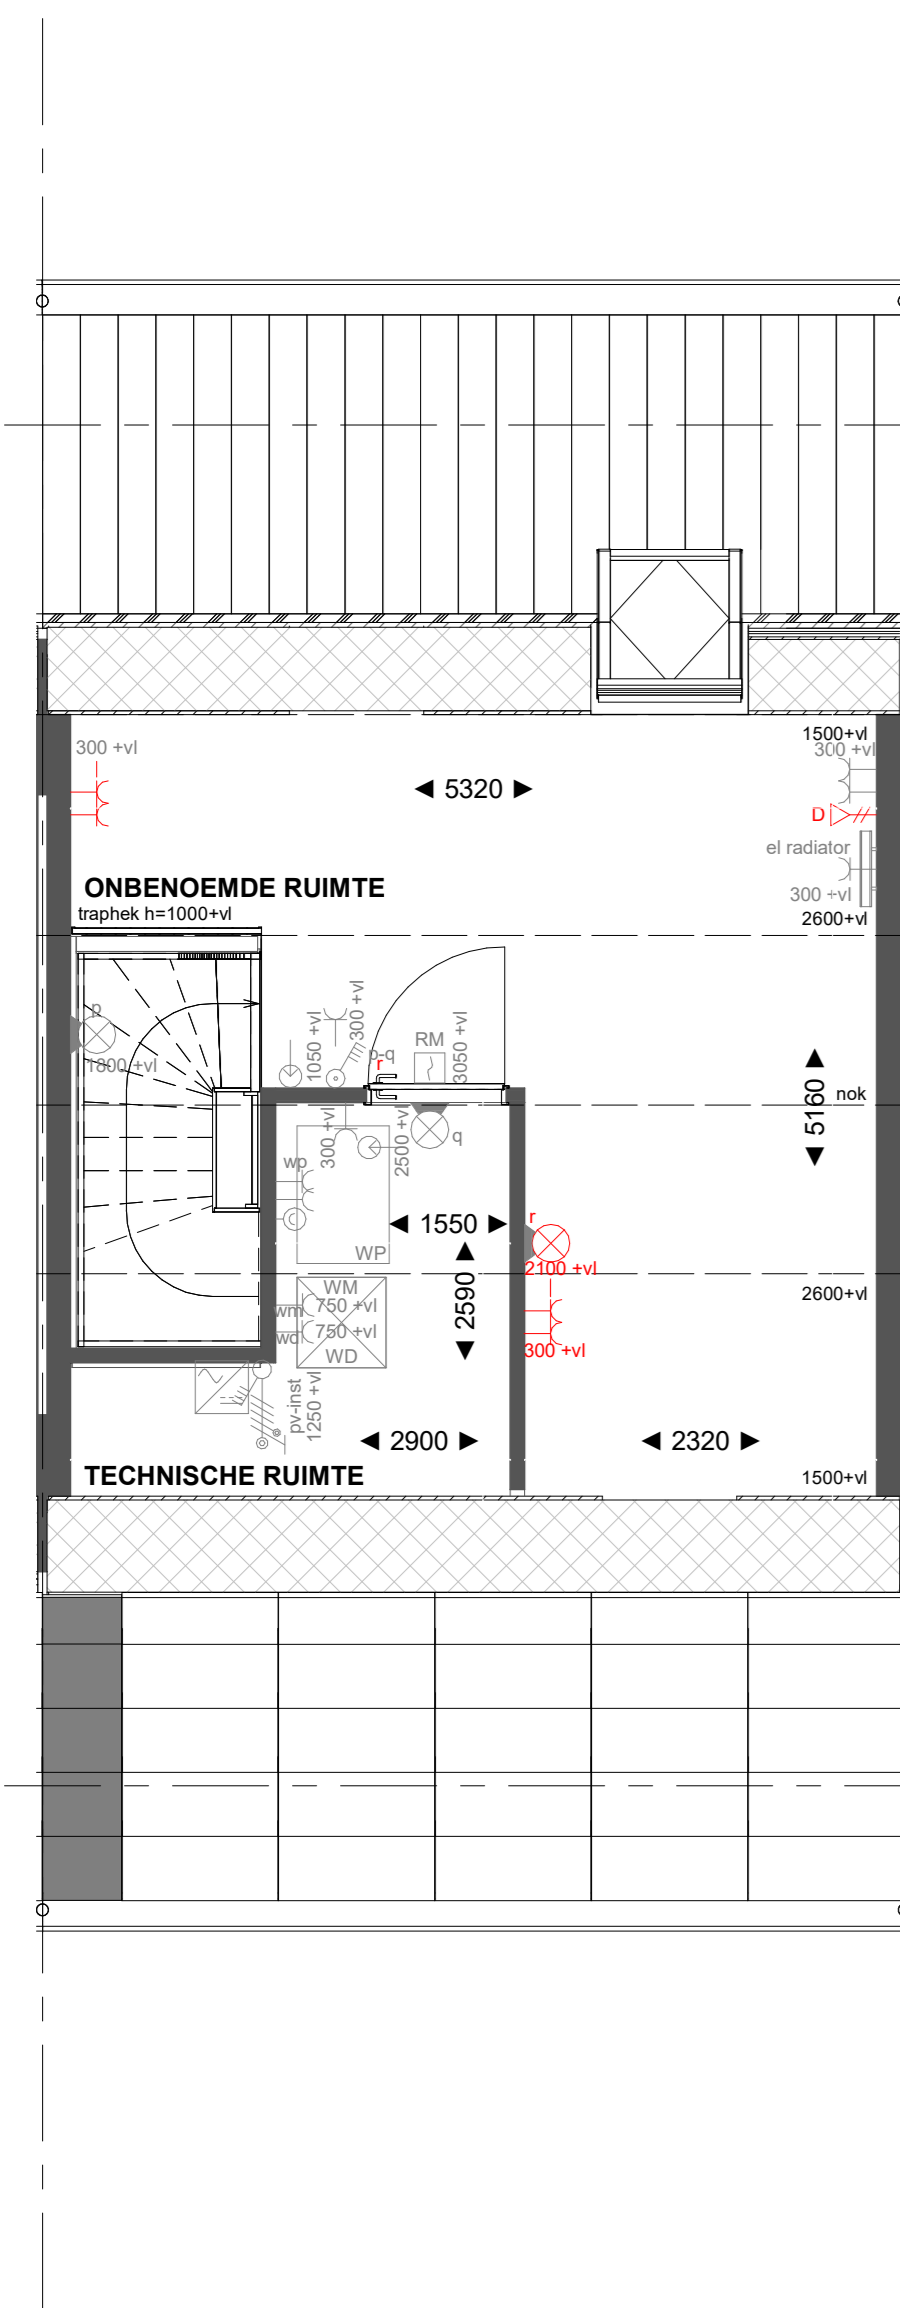 1500+vl
300 +vl
300 +vl
5320
D
el radiator
300 +vl
ONBENOEMDE RUIMTE
traphek h=1000+vl
2600+vl
p
1800 +vl
1050 +vl
300 +vl
p-q
r
RM
3050 +vl
nok
5160
300 +vl
2500 +vl
q
wp
WP
1550
r
2100 +vl
2590
WM
wm
750 +vl
wd
750 +vl
WD
2600+vl
300 +vl
pv-inst
1250 +vl
2900
2320
TECHNISCHE RUIMTE
1500+vl